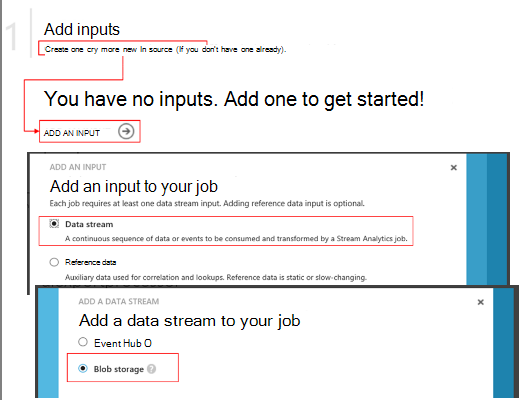 1
Add inputs
Create one cry more new In source (If you don't have one already).
You have no inputs. Add one to get started!
ADD AN INPUT
ADD AN INPUT
Add an input to your job
Each job requires at least one data stream input. Adding reference data input is optional.
Data stream
A continuous sequence of data or events to be consumed and transformed by a Stream Analytics job.
Reference data
Auxiliary data used for correlation and lookups. Reference data is static or slow-changing.
ADD A DATA STREAM
Add a data stream to your job
Event Hub O
Blob storage ?